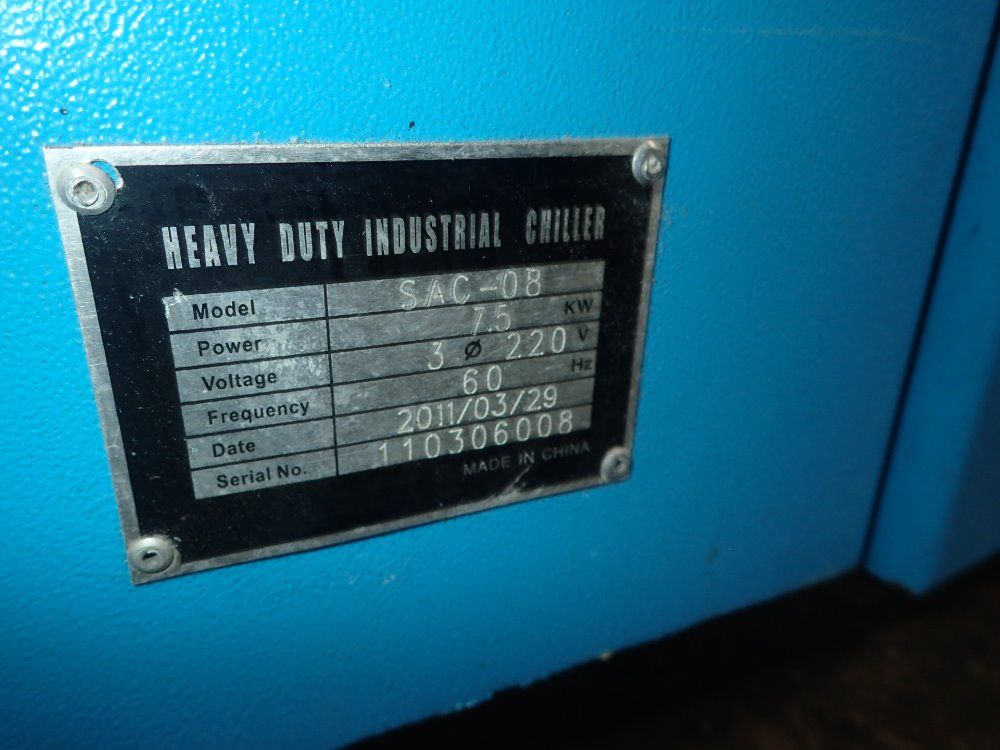 HEAVY DUTY INDUSTRIAL CHILLER
Model SAC-08
Power 7.5 KW
Voltage 3 Ø 220 V
Frequency 60 Hz
Date 2011/03/29
Serial No. 110306008
MADE IN CHINA